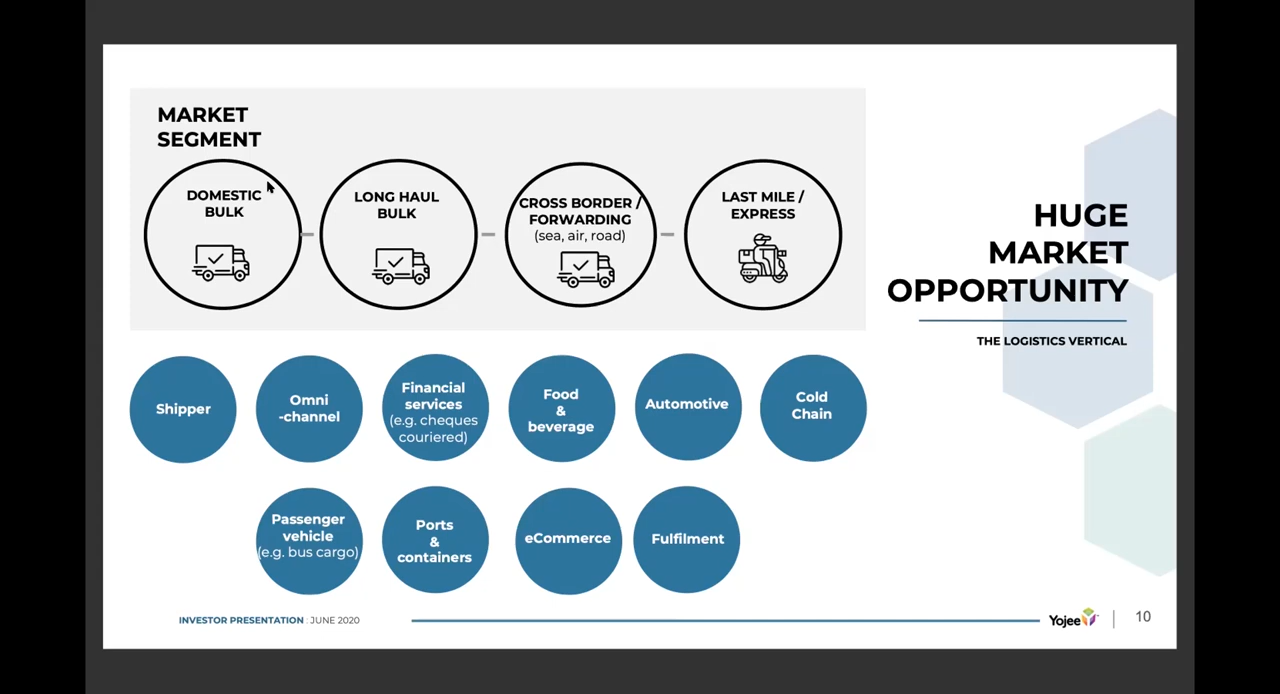 MARKET
SEGMENT
DOMESTIC
BULK
LONG HAUL
BULK
CROSS BORDER /
FORWARDING
(sea, air, road)
LAST MILE /
EXPRESS
HUGE
MARKET
OPPORTUNITY
THE LOGISTICS VERTICAL
Shipper
Omni
-channel
Financial
services
(e.g. cheques
couriered)
Food
&
beverage
Automotive
Cold
Chain
Passenger
vehicle
(e.g. bus cargo)
Ports
&
containers
eCommerce
Fulfilment
INVESTOR PRESENTATION : JUNE 2020
Yojee
10